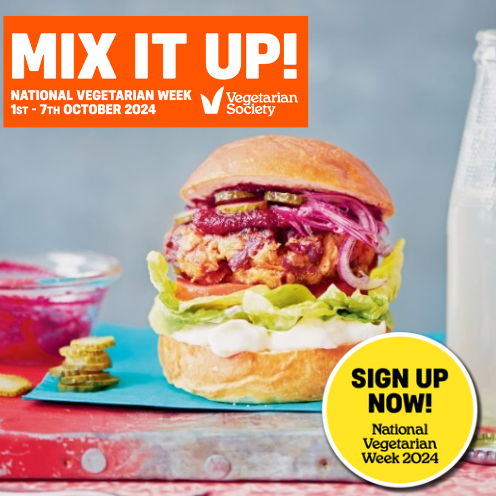 MIX IT UP!
NATIONAL VEGETARIAN WEEK
1ST - 7TH OCTOBER 2024
Vegetarian
Society
SIGN UP
NOW!
National
Vegetarian
Week 2024